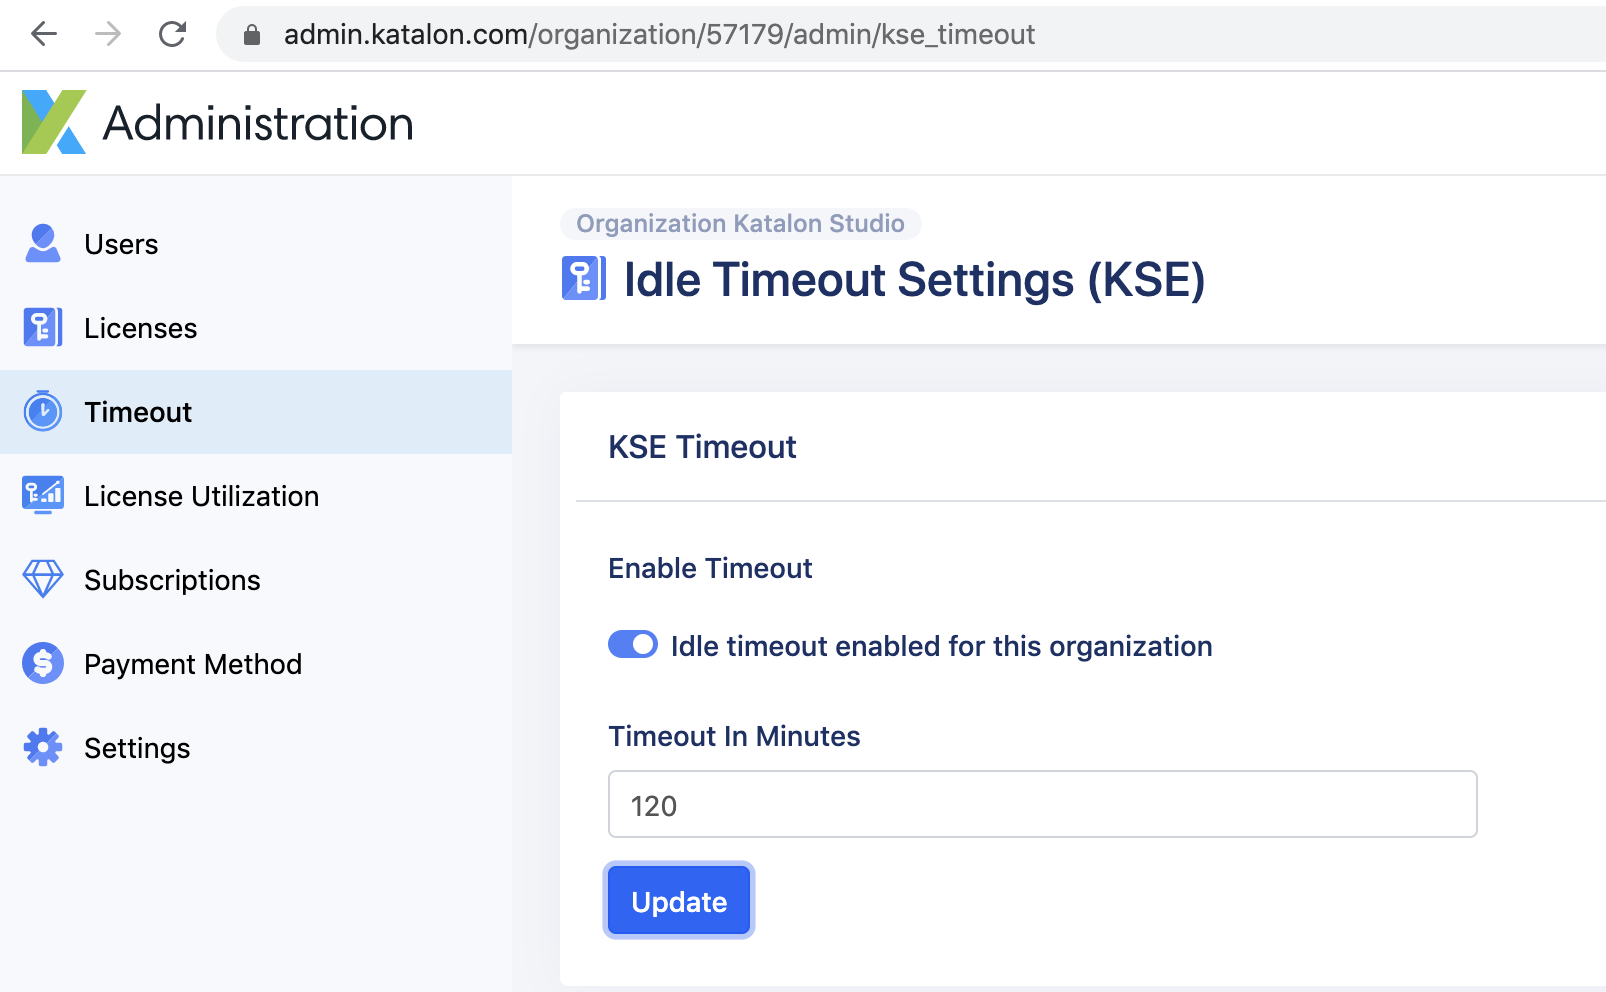 admin.katalon.com/organization/57179/admin/kse_timeout
Administration
Users
Licenses
Timeout
License Utilization
Subscriptions
Payment Method
Settings
Organization Katalon Studio
Idle Timeout Settings (KSE)
KSE Timeout
Enable Timeout
Idle timeout enabled for this organization
Timeout In Minutes
120
Update